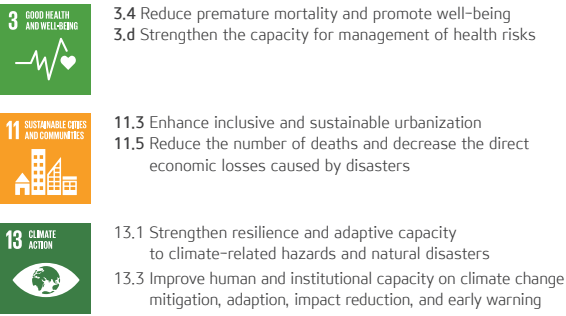 3 GOOD HEALTH
AND WELL-BEING
3.4 Reduce premature mortality and promote well-being
3.d Strengthen the capacity for management of health risks
11 SUSTAINABLE CITIES
AND COMMUNITIES
11.3 Enhance inclusive and sustainable urbanization
11.5 Reduce the number of deaths and decrease the direct
economic losses caused by disasters
13 CLIMATE
ACTION
13.1 Strengthen resilience and adaptive capacity
to climate-related hazards and natural disasters
13.3 Improve human and institutional capacity on climate change
mitigation, adaption, impact reduction, and early warning